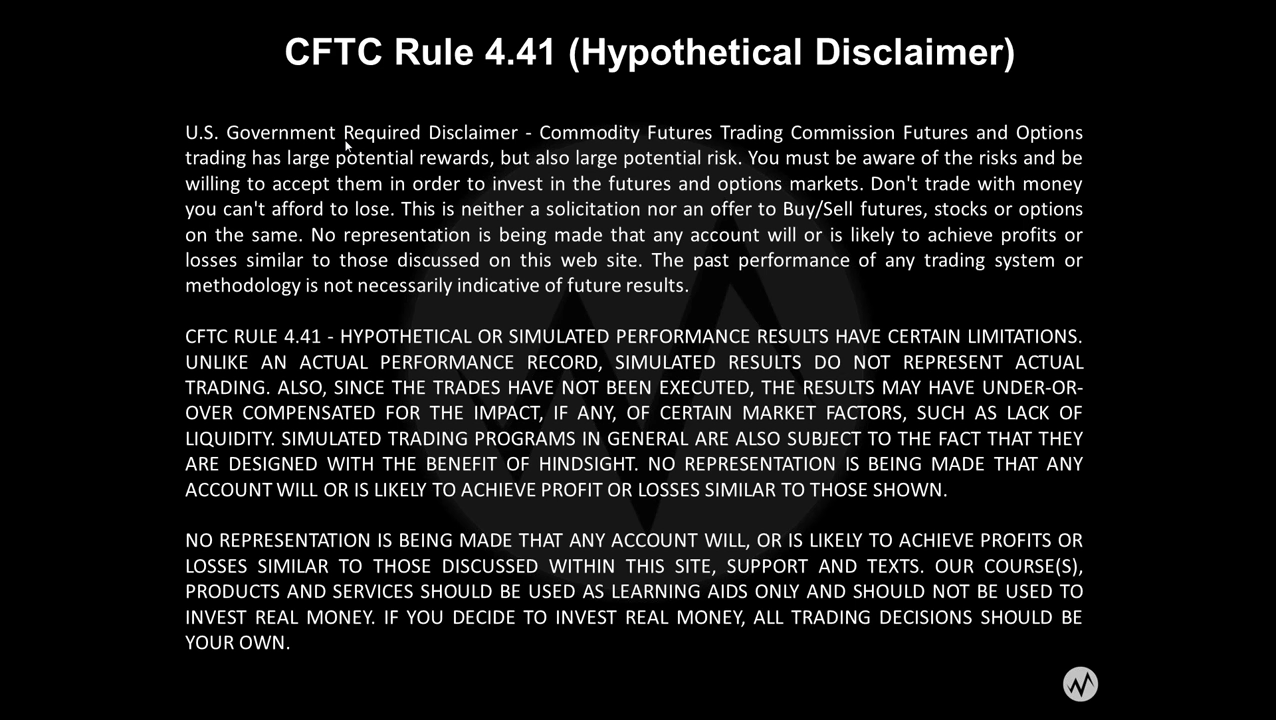 CFTC Rule 4.41 (Hypothetical Disclaimer)
U.S. Government Required Disclaimer - Commodity Futures Trading Commission Futures and Options
trading has large potential rewards, but also large potential risk. You must be aware of the risks and be
willing to accept them in order to invest in the futures and options markets. Don't trade with money
you can't afford to lose. This is neither a solicitation nor an offer to Buy/Sell futures, stocks or options
on the same. No representation is being made that any account will or is likely to achieve profits or
losses similar to those discussed on this web site. The past performance of any trading system or
methodology is not necessarily indicative of future results.
CFTC RULE 4.41 - HYPOTHETICAL OR SIMULATED PERFORMANCE RESULTS HAVE CERTAIN LIMITATIONS.
UNLIKE AN ACTUAL PERFORMANCE RECORD, SIMULATED RESULTS DO NOT REPRESENT ACTUAL
TRADING. ALSO, SINCE THE TRADES HAVE NOT BEEN EXECUTED, THE RESULTS MAY HAVE UNDER-OR-
OVER COMPENSATED FOR THE IMPACT, IF ANY, OF CERTAIN MARKET FACTORS, SUCH AS LACK OF
LIQUIDITY. SIMULATED TRADING PROGRAMS IN GENERAL ARE ALSO SUBJECT TO THE FACT THAT THEY
ARE DESIGNED WITH THE BENEFIT OF HINDSIGHT. NO REPRESENTATION IS BEING MADE THAT ANY
ACCOUNT WILL OR IS LIKELY TO ACHIEVE PROFIT OR LOSSES SIMILAR TO THOSE SHOWN.
NO REPRESENTATION IS BEING MADE THAT ANY ACCOUNT WILL, OR IS LIKELY TO ACHIEVE PROFITS OR
LOSSES SIMILAR TO THOSE DISCUSSED WITHIN THIS SITE, SUPPORT AND TEXTS. OUR COURSE(S),
PRODUCTS AND SERVICES SHOULD BE USED AS LEARNING AIDS ONLY AND SHOULD NOT BE USED TO
INVEST REAL MONEY. IF YOU DECIDE TO INVEST REAL MONEY, ALL TRADING DECISIONS SHOULD BE
YOUR OWN.